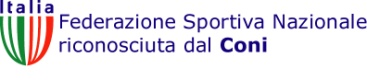 Italia
Federazione Sportiva Nazionale
riconosciuta dal Coni